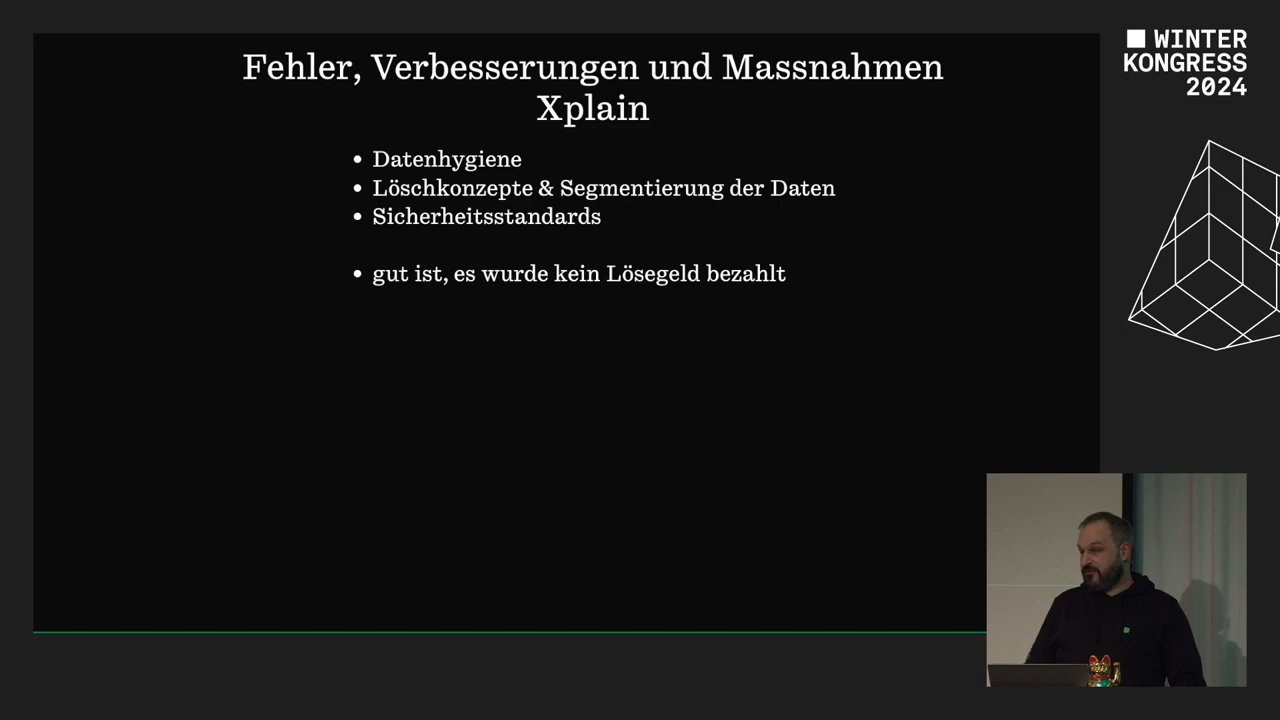 Fehler, Verbesserungen und Massnahmen
Xplain
• Datenhygiene
• Löschkonzepte & Segmentierung der Daten
• Sicherheitsstandards
• gut ist, es wurde kein Lösegeld bezahlt
WINTER
KONGRESS
2024